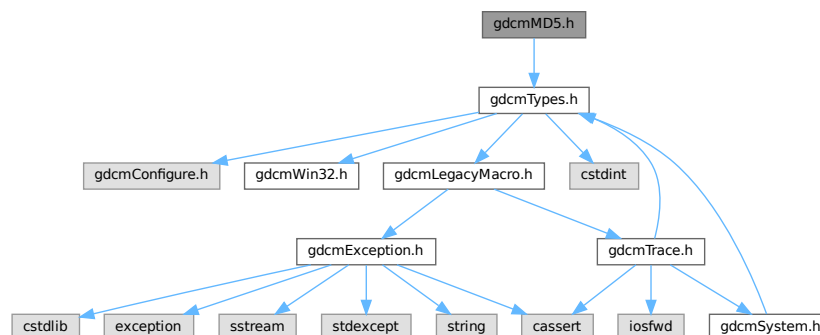 gdcmMD5.h
gdcmTypes.h
gdcmConfigure.h
gdcmWin32.h
gdcmLegacyMacro.h
cstdint
gdcmException.h
gdcmTrace.h
cstdlib
exception
sstream
stdexcept
string
cassert
iosfwd
gdcmSystem.h